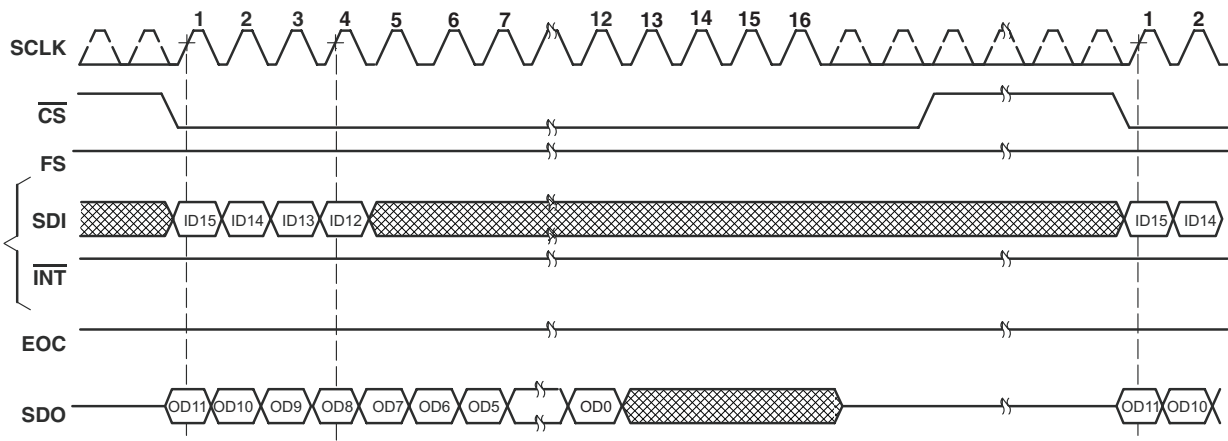 1 2 3 4 5 6 7 12 13 14 15 16 1 2
SCLK
CS
FS
SDI ID15 ID14 ID13 ID12 ID15 ID14
INT
EOC
SDO OD11 OD10 OD9 OD8 OD7 OD6 OD5 OD0 OD11 OD10